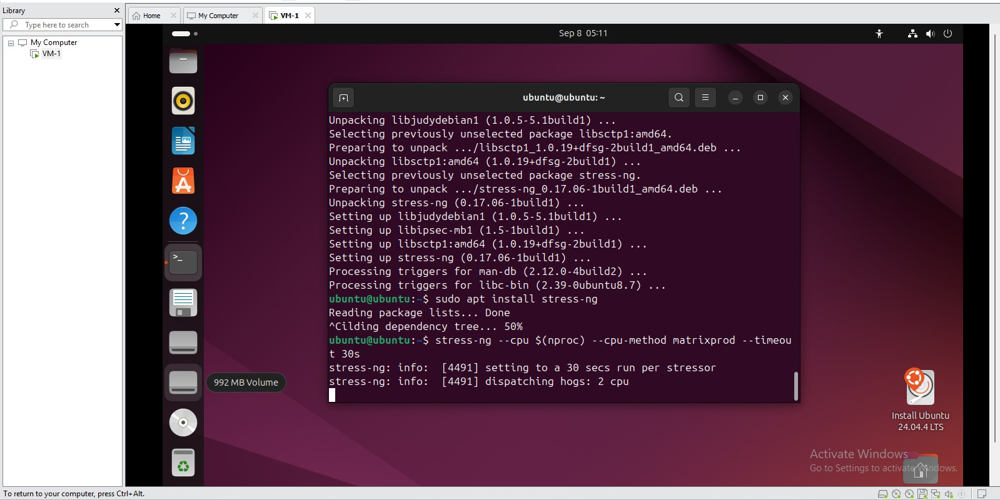 Library
Type here to search
My Computer
VM-1
Home
My Computer
VM-1
Sep 8 05:11
ubuntu@ubuntu: ~
Unpacking libjudydebian1 (1.0.5-5.1build1) ...
Selecting previously unselected package libsctp1:amd64.
Preparing to unpack .../libsctp1_1.0.19+dfsg-2build1_amd64.deb ...
Unpacking libsctp1:amd64 (1.0.19+dfsg-2build1) ...
Selecting previously unselected package stress-ng.
Preparing to unpack .../stress-ng_0.17.06-1build1_amd64.deb ...
Unpacking stress-ng (0.17.06-1build1) ...
Setting up libjudydebian1 (1.0.5-5.1build1) ...
Setting up libipsec-mb1 (1.5-1build1) ...
Setting up libsctp1:amd64 (1.0.19+dfsg-2build1) ...
Setting up stress-ng (0.17.06-1build1) ...
Processing triggers for man-db (2.12.0-4build2) ...
Processing triggers for libc-bin (2.39-0ubuntu8.7) ...
ubuntu@ubuntu:~$ sudo apt install stress-ng
Reading package lists... Done
^Cilding dependency tree... 50%
ubuntu@ubuntu:~$ stress-ng --cpu $(nproc) --cpu-method matrixprod --timeou
t 30s
stress-ng: info:  [4491] setting to a 30 secs run per stressor
stress-ng: info:  [4491] dispatching hogs: 2 cpu
992 MB Volume
Install Ubuntu
24.04.4 LTS
Activate Windows
Go to Settings to activate Windows.
To return to your computer, press Ctrl+Alt.